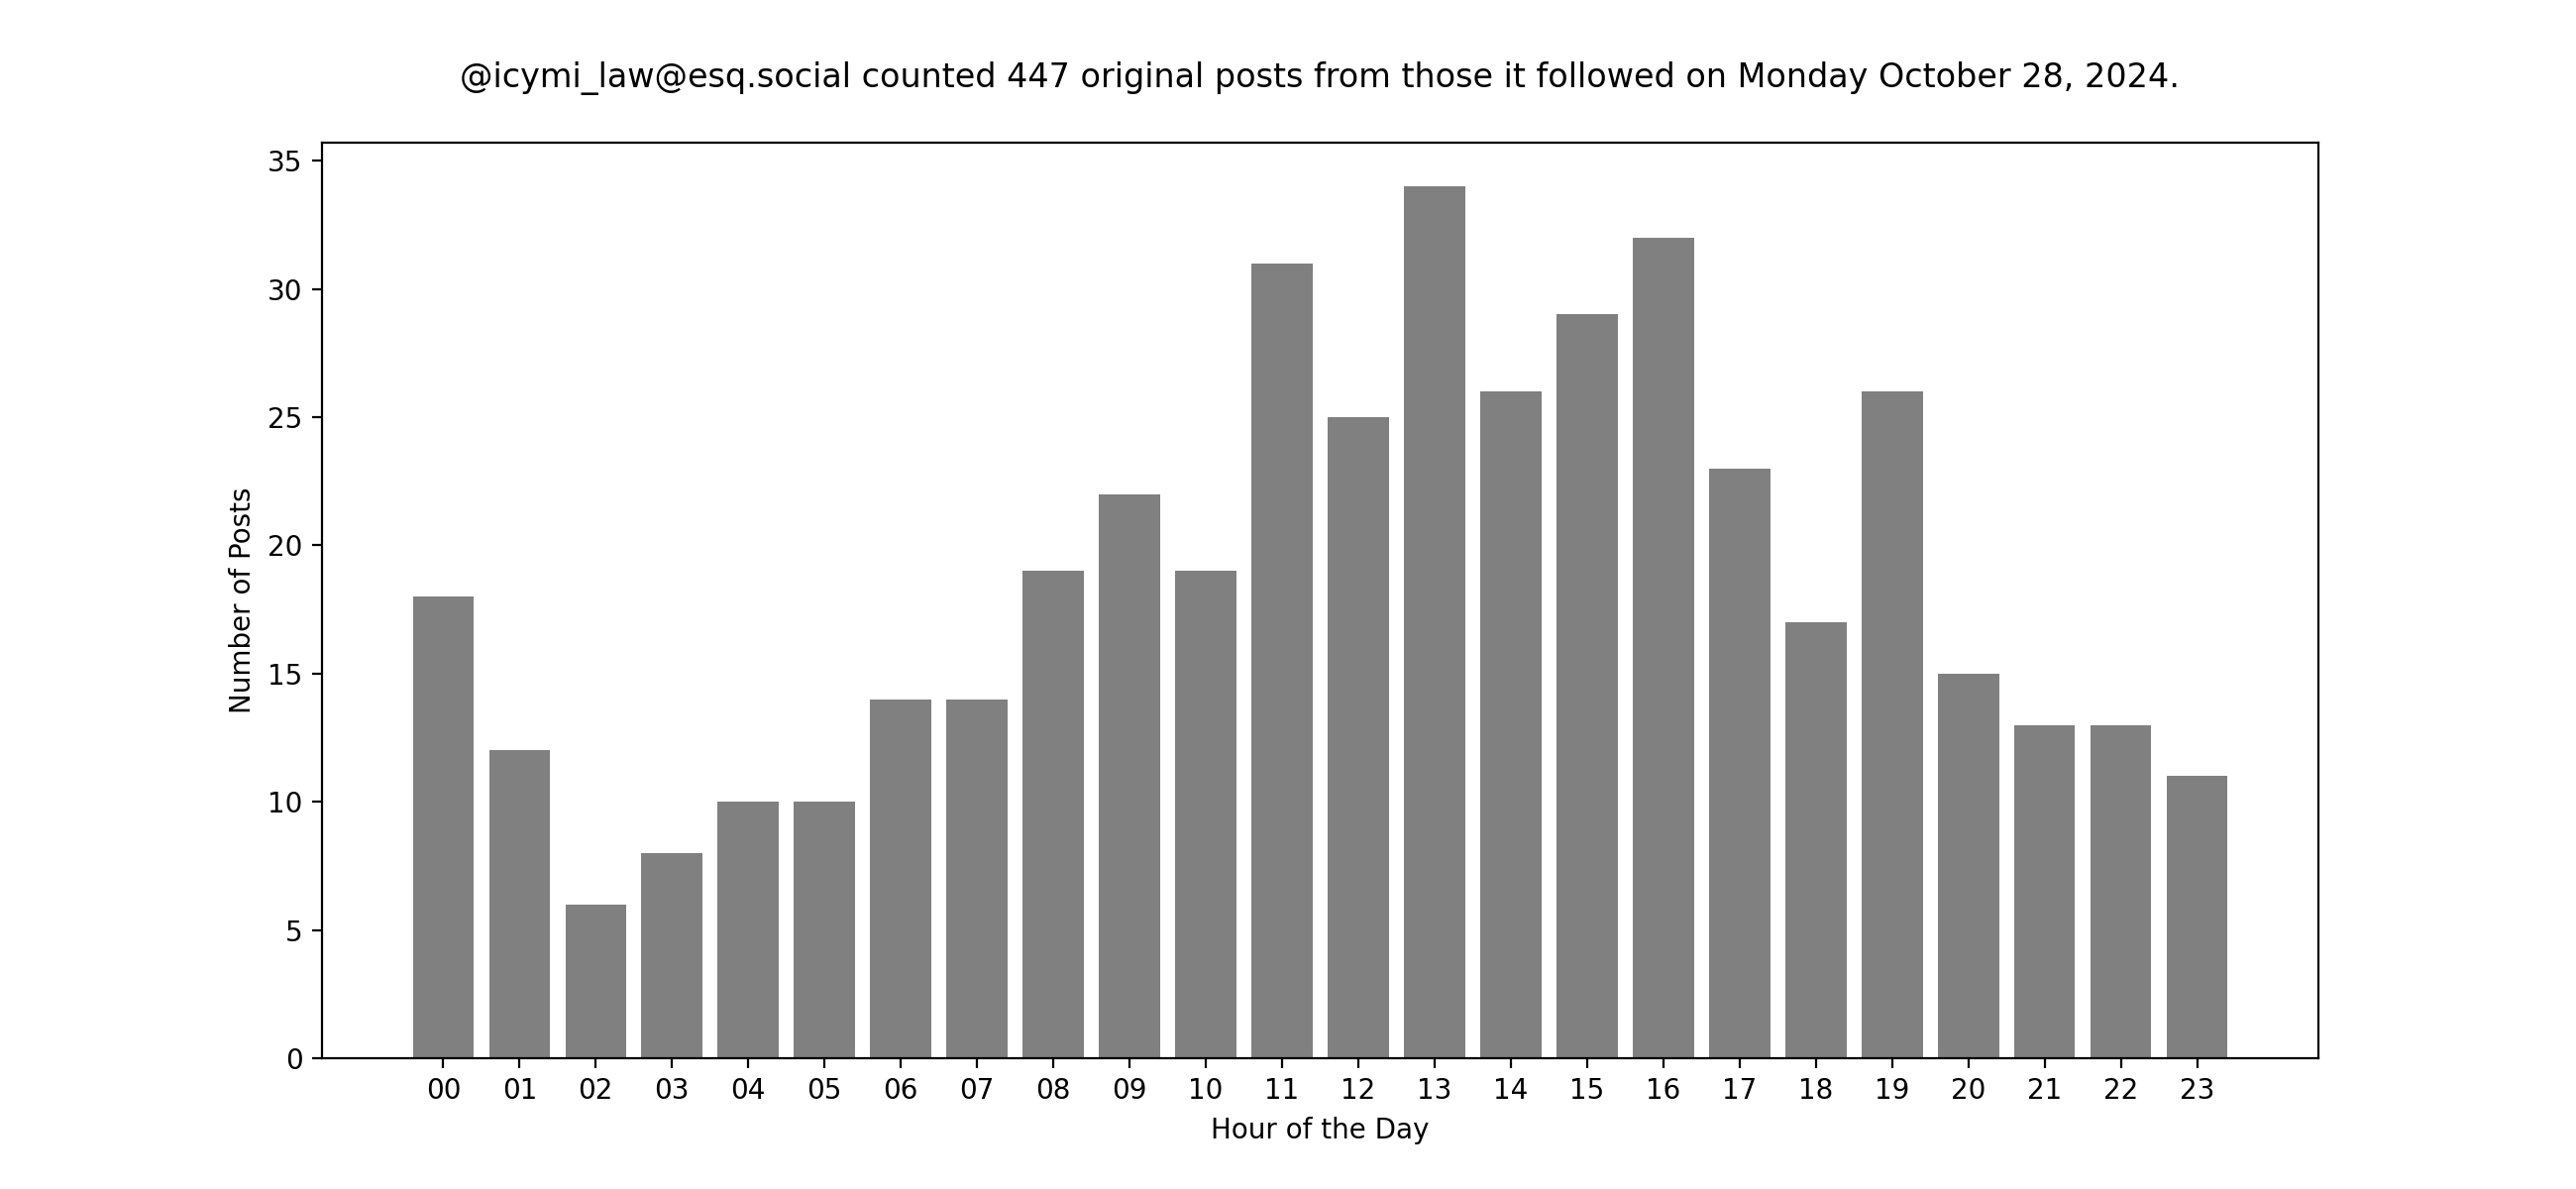 @icymi_law@esq.social counted 447 original posts from those it followed on Monday October 28, 2024.
35
30
25
20
15
10
5
0
Number of Posts
00 01 02 03 04 05 06 07 08 09 10 11 12 13 14 15 16 17 18 19 20 21 22 23
Hour of the Day